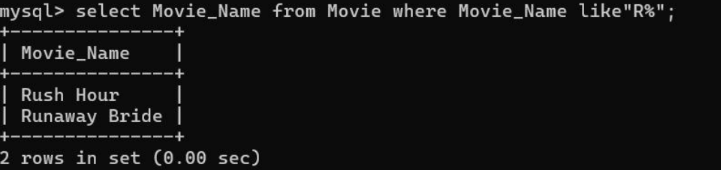 mysql> select Movie_Name from Movie where Movie_Name like"R%";
+---------------+
| Movie_Name    |
+---------------+
| Rush Hour     |
| Runaway Bride |
+---------------+
2 rows in set (0.00 sec)